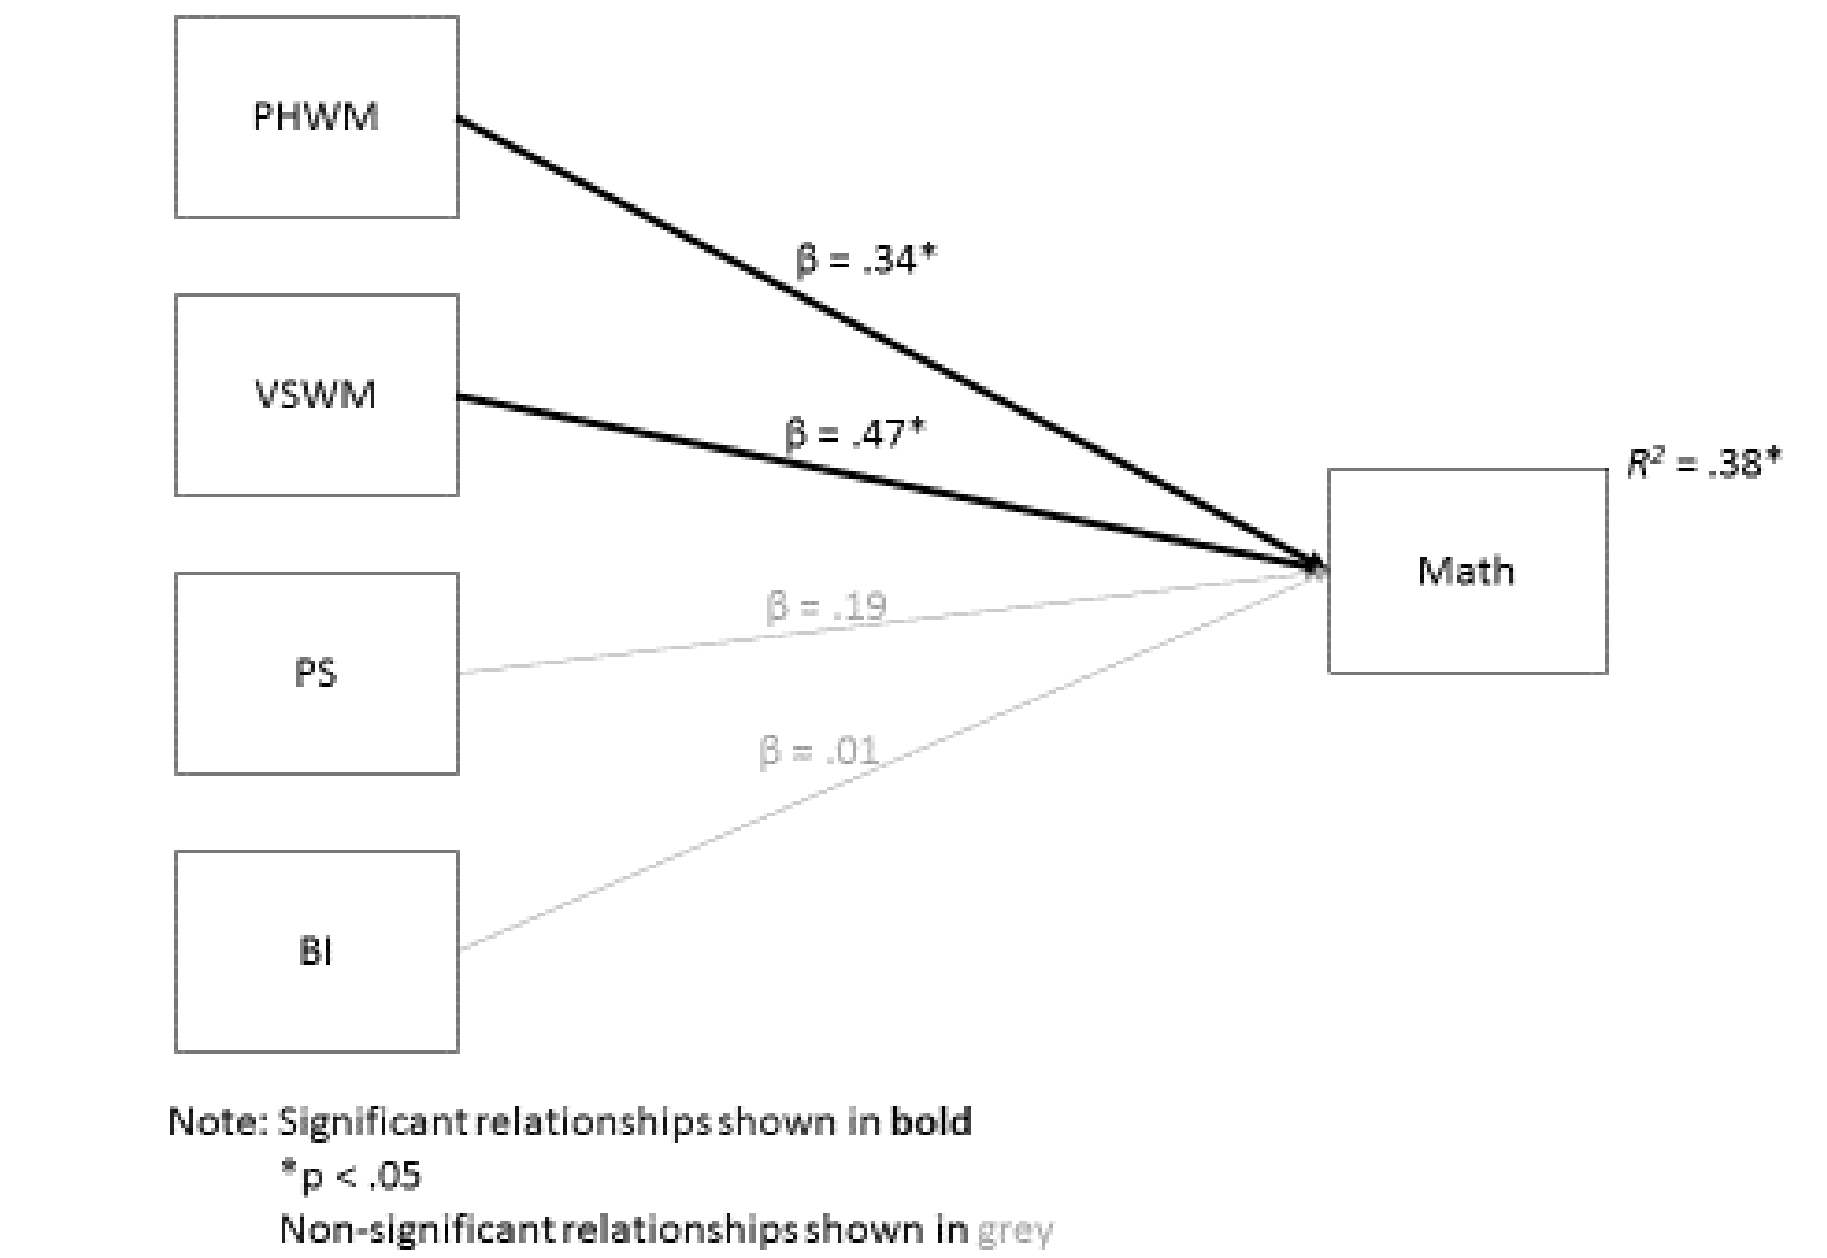 PHWM
β = .34*
VSWM
β = .47*
R² = .38*
Math
β = .19
PS
β = .01
BI
Note: Significant relationships shown in bold
*p < .05
Non-significant relationships shown in grey